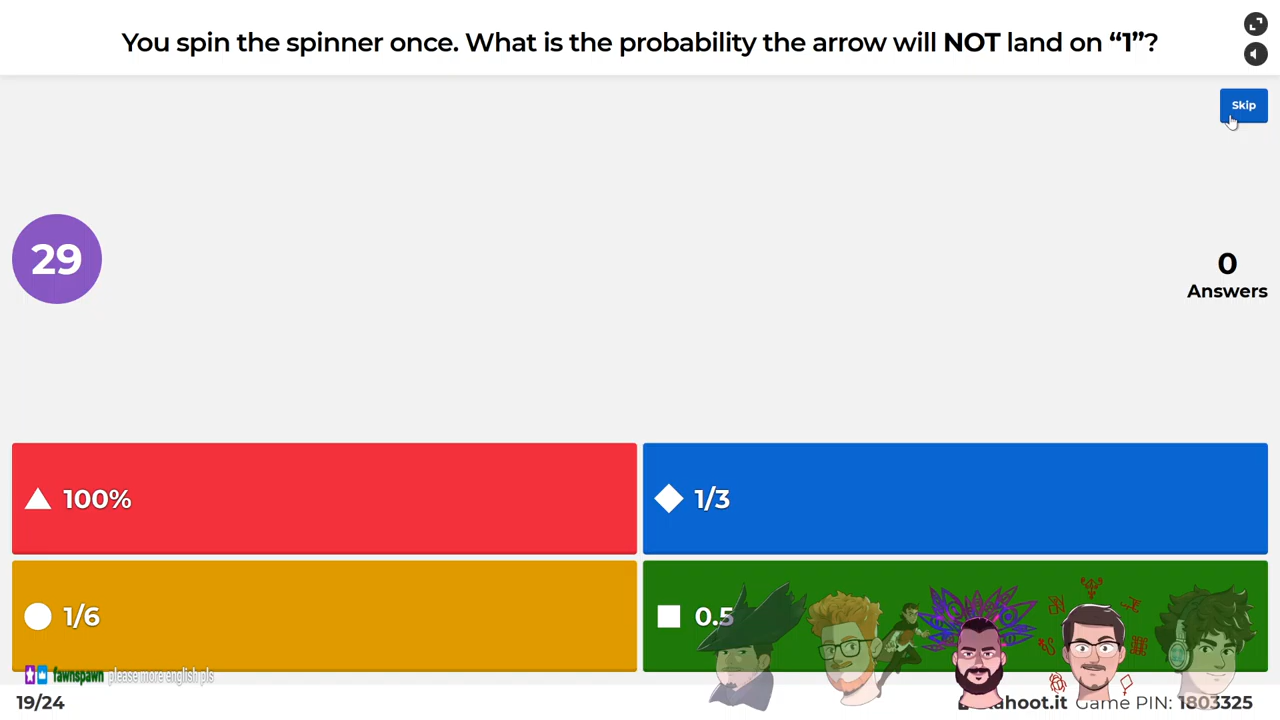 You spin the spinner once. What is the probability the arrow will NOT land on “1”?
Skip
29
0
Answers
100%
1/3
1/6
0.5
fawnspawn please more english pls
19/24
Game PIN: 1803325